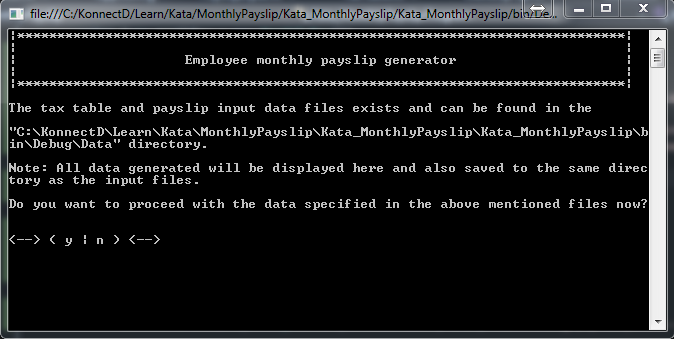 file:///C:/KonnectD/Learn/Kata/MonthlyPayslip/Kata_MonthlyPayslip/Kata_MonthlyPayslip/bin/De...
¦***************************************************************************¦
¦ Employee monthly payslip generator ¦
¦***************************************************************************¦
The tax table and payslip input data files exists and can be found in the
"C:\KonnectD\Learn\Kata\MonthlyPayslip\Kata_MonthlyPayslip\Kata_MonthlyPayslip\b
in\Debug\Data" directory.
Note: All data generated will be displayed here and also saved to the same direc
tory as the input files.
Do you want to proceed with the data specified in the above mentioned files now?
<--> ( y ¦ n ) <-->